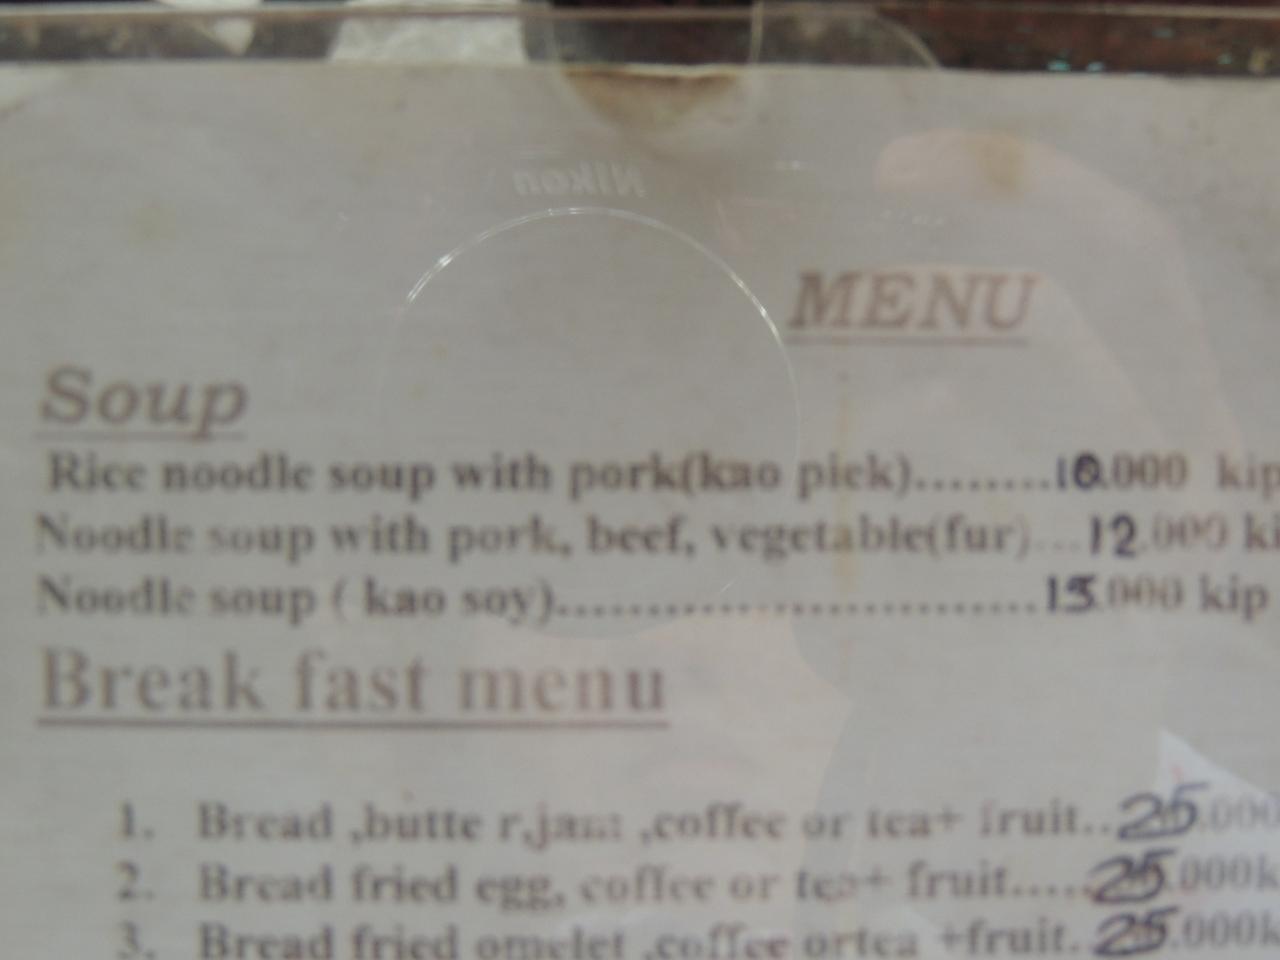 Nikon
MENU
Soup
Rice noodle soup with pork(kao piek)........10.000 kip
Noodle soup with pork, beef, vegetable(fur)...12.000 ki
Noodle soup ( kao soy).................................15.000 kip
Break fast menu
1. Bread ,butte r,jam ,coffee or tea+ fruit..25.000
2. Bread fried egg, coffee or tea+ fruit.....25.000k
3. Bread fried omelet ,coffee ortea +fruit..25.000k